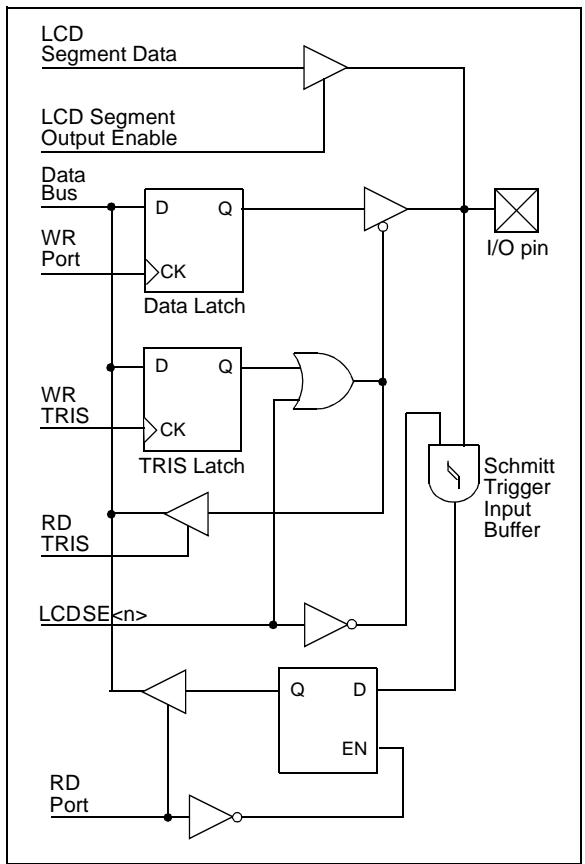 LCD
Segment Data
LCD Segment
Output Enable
Data
Bus
D Q
WR
Port
CK
I/O pin
Data Latch
D Q
WR
TRIS
CK
TRIS Latch
Schmitt
Trigger
Input
Buffer
RD
TRIS
LCDSE<n>
Q D
EN
RD
Port